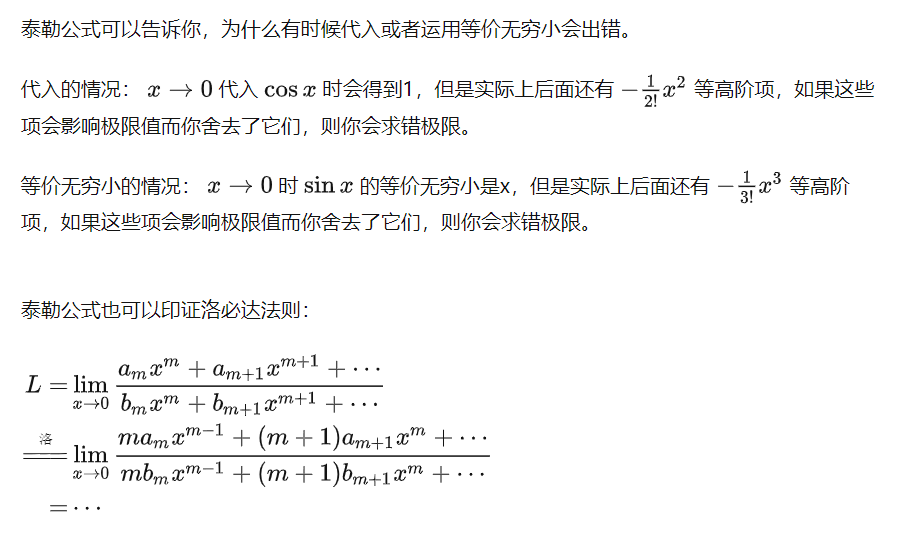 泰勒公式可以告诉你，为什么有时候代入或者运用等价无穷小会出错。
代入的情况： $x \to 0$ 代入 $\cos x$ 时会得到1，但是实际上后面还有 $-\frac{1}{2!}x^2$ 等高阶项，如果这些
项会影响极限值而你舍去了它们，则你会求错极限。
等价无穷小的情况： $x \to 0$ 时 $\sin x$ 的等价无穷小是x，但是实际上后面还有 $-\frac{1}{3!}x^3$ 等高阶
项，如果这些项会影响极限值而你舍去了它们，则你会求错极限。
泰勒公式也可以印证洛必达法则：
$L = \lim_{x \to 0} \frac{a_m x^m + a_{m+1} x^{m+1} + \cdots}{b_m x^m + b_{m+1} x^{m+1} + \cdots}$
$\overset{洛}{=\!=} \lim_{x \to 0} \frac{m a_m x^{m-1} + (m+1) a_{m+1} x^m + \cdots}{m b_m x^{m-1} + (m+1) b_{m+1} x^m + \cdots}$
$= \cdots$